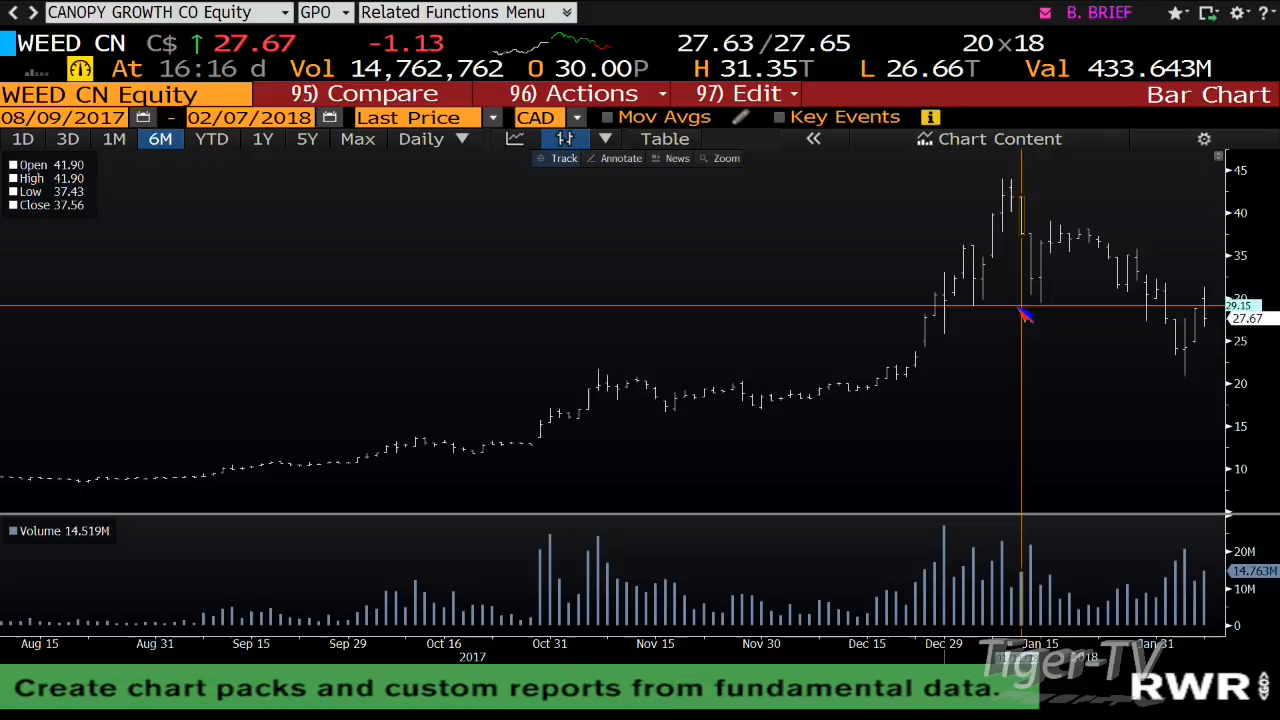 CANOPY GROWTH CO Equity GPO Related Functions Menu B. BRIEF ?
WEED CN C$ ↑ 27.67 -1.13 27.63/27.65 20×18
At 16:16 d Vol 14,762,762 O 30.00P H 31.35T L 26.66T Val 433.643M
WEED CN Equity 95) Compare 96) Actions 97) Edit Bar Chart
08/09/2017 - 02/07/2018 Last Price CAD Mov Avgs Key Events
1D 3D 1M 6M YTD 1Y 5Y Max Daily ▼ Table « Chart Content
Track Annotate News Zoom
Open 41.90
High 41.90
Low 37.43
Close 37.56
45
40
35
30
29.15
27.67
25
20
15
10
Volume 14.519M
20M
14.763M
10M
0
Aug 15 Aug 31 Sep 15 Sep 29 Oct 16 Oct 31 Nov 15 Nov 30 Dec 15 Dec 29 Jan 15 Jan 31
2017 2018
Tiger-TV
Create chart packs and custom reports from fundamental data.
RWR